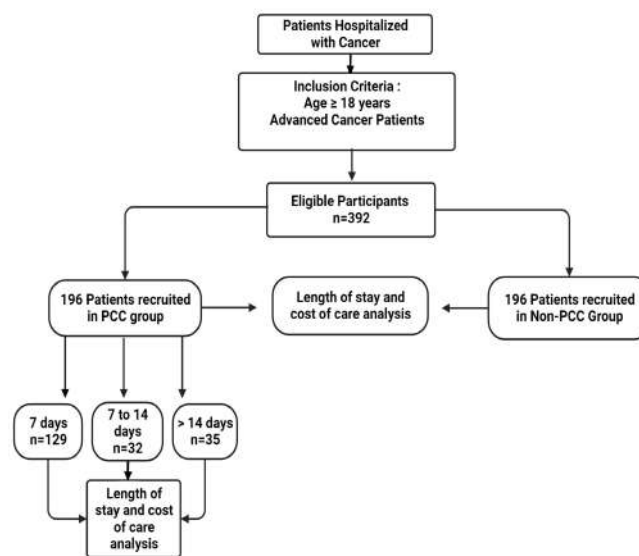 Patients Hospitalized
with Cancer
Inclusion Criteria :
Age ≥ 18 years
Advanced Cancer Patients
Eligible Participants
n=392
196 Patients recruited
in PCC group
Length of stay and
cost of care analysis
196 Patients recruited
in Non-PCC Group
7 days
n=129
7 to 14
days
n=32
> 14 days
n=35
Length of
stay and cost
of care
analysis